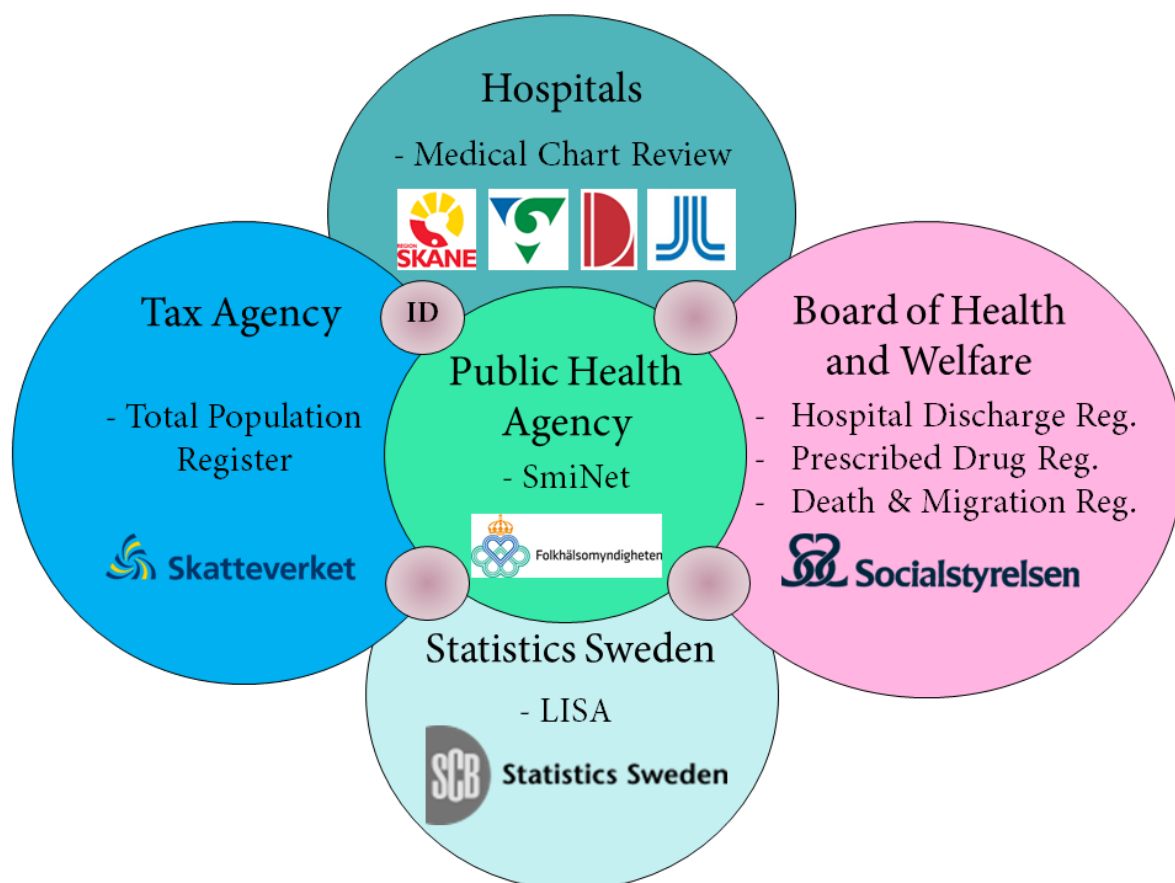 Hospitals
- Medical Chart Review
REGION
SKANE
Tax Agency
- Total Population
Register
Skatteverket
ID
Public Health
Agency
- SmiNet
Folkhälsomyndigheten
Board of Health
and Welfare
- Hospital Discharge Reg.
- Prescribed Drug Reg.
- Death & Migration Reg.
Socialstyrelsen
Statistics Sweden
- LISA
SCB
Statistics Sweden